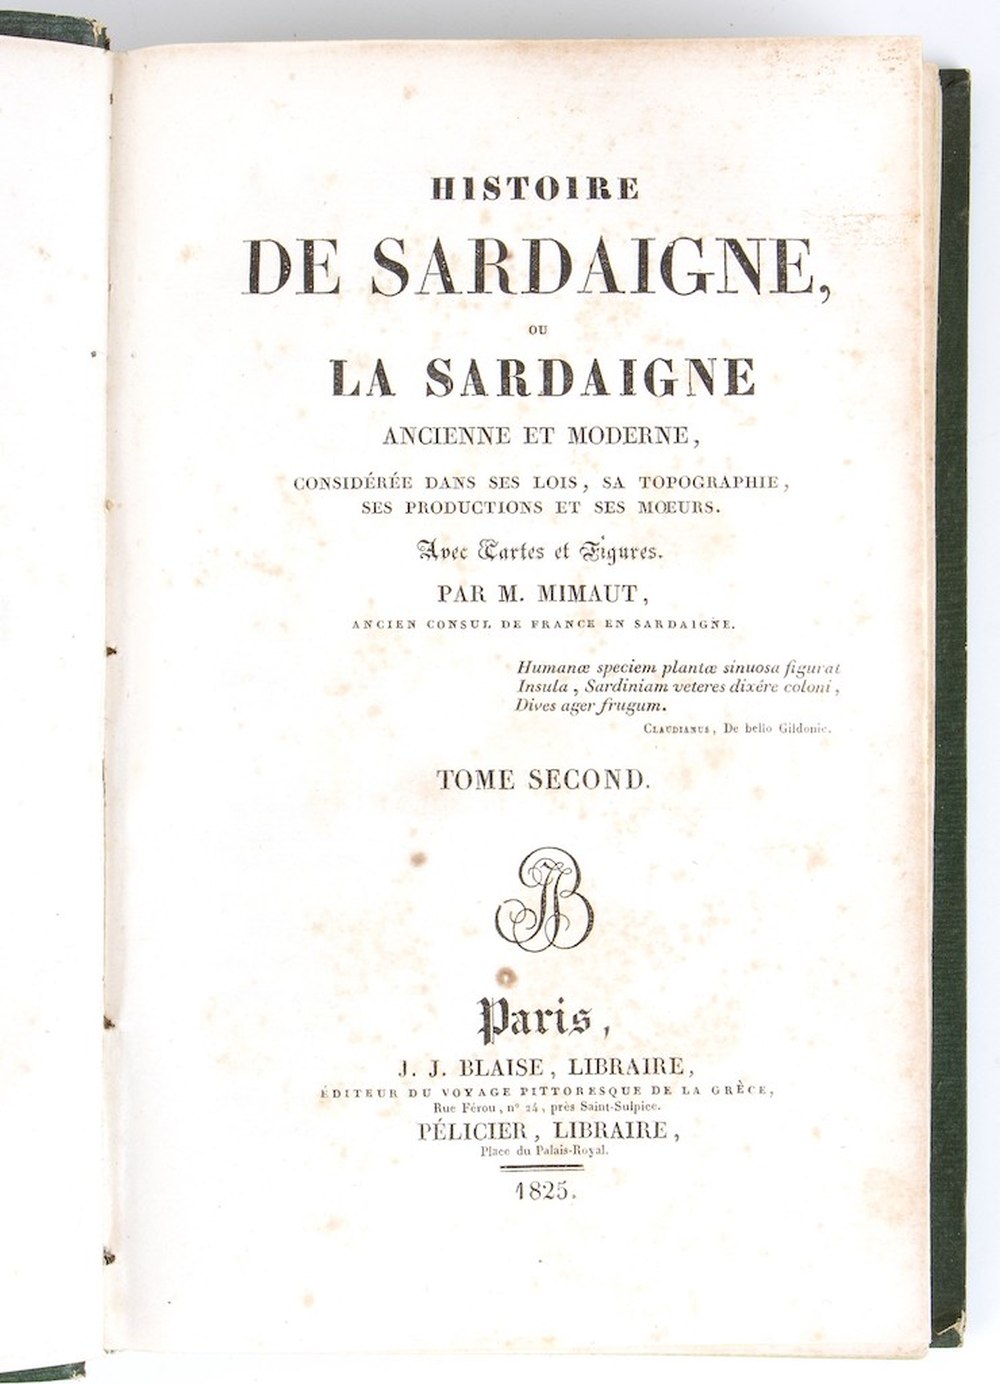 HISTOIRE
DE SARDAIGNE,
OU
LA SARDAIGNE
ANCIENNE ET MODERNE,
CONSIDÉRÉE DANS SES LOIS, SA TOPOGRAPHIE,
SES PRODUCTIONS ET SES MŒURS.
Avec Cartes et Figures.
PAR M. MIMAUT,
ANCIEN CONSUL DE FRANCE EN SARDAIGNE.
Humanæ speciem plantæ sinuosa figurat
Insula, Sardiniam veteres dixére coloni,
Dives ager frugum.
CLAUDIANUS, De bello Gildonic.
TOME SECOND.
JB
Paris,
J. J. BLAISE, LIBRAIRE,
ÉDITEUR DU VOYAGE PITTORESQUE DE LA GRÈCE,
Rue Férou, n° 24, près Saint-Sulpice.
PÉLICIER, LIBRAIRE,
Place du Palais-Royal.
1825.